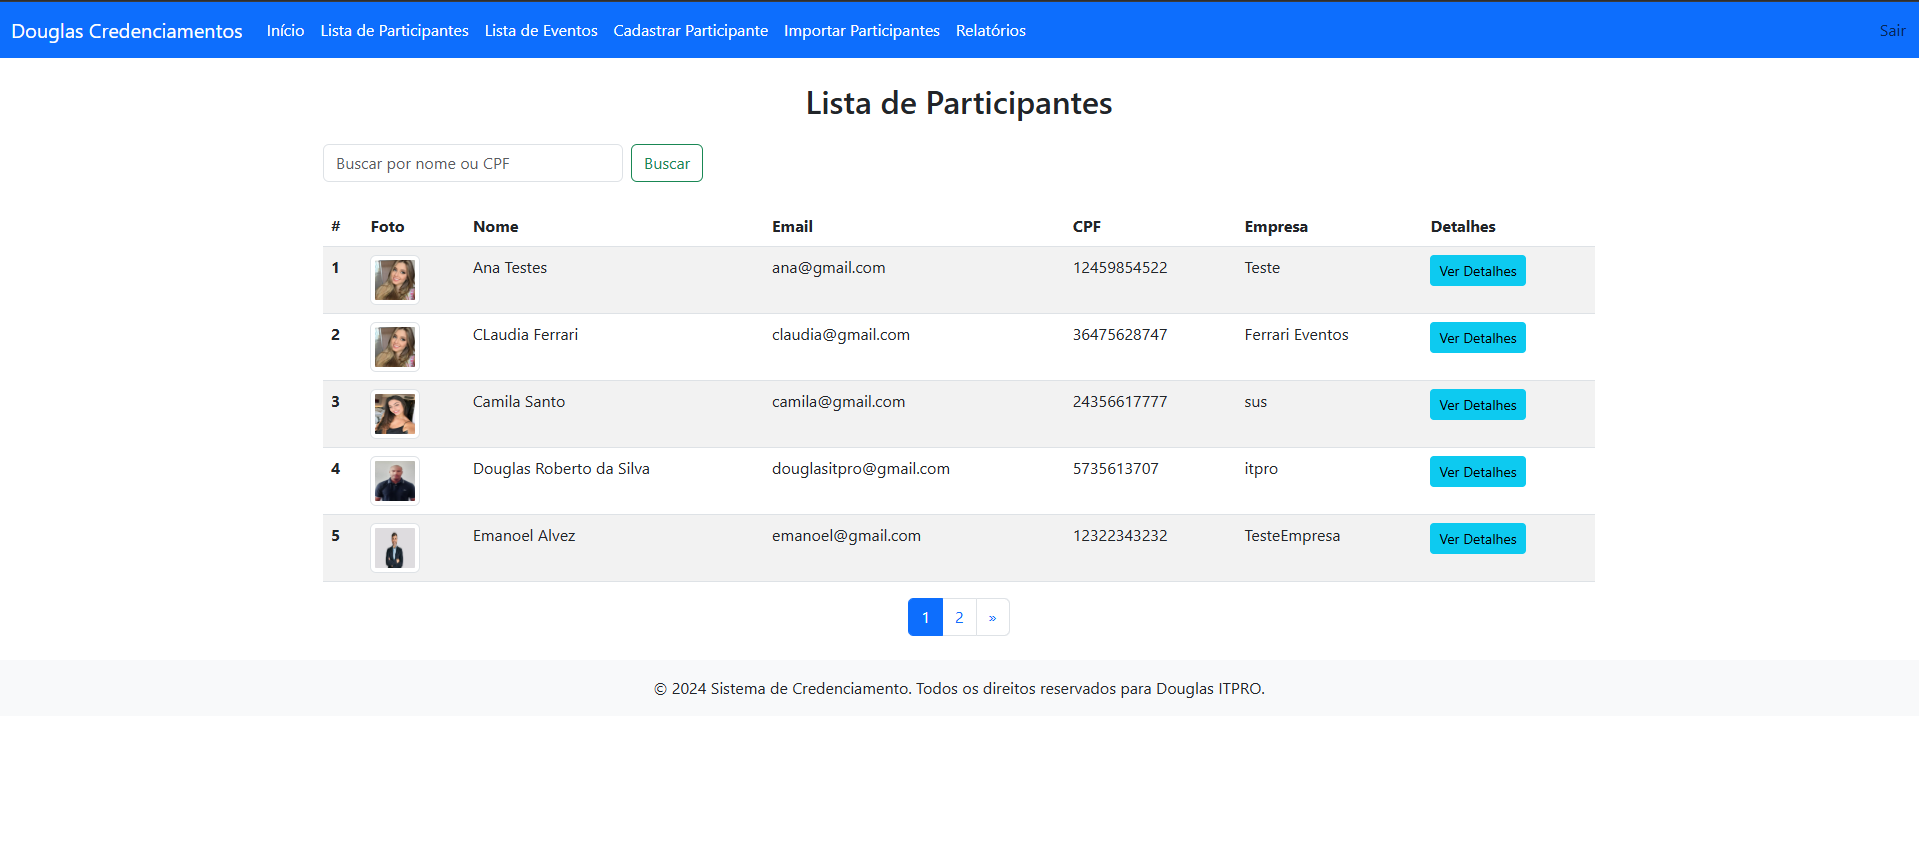 Douglas Credenciamentos Início Lista de Participantes Lista de Eventos Cadastrar Participante Importar Participantes Relatórios Sair
Lista de Participantes
Buscar por nome ou CPF Buscar
# Foto Nome Email CPF Empresa Detalhes
1 Ana Testes ana@gmail.com 12459854522 Teste Ver Detalhes
2 CLaudia Ferrari claudia@gmail.com 36475628747 Ferrari Eventos Ver Detalhes
3 Camila Santo camila@gmail.com 24356617777 sus Ver Detalhes
4 Douglas Roberto da Silva douglasitpro@gmail.com 5735613707 itpro Ver Detalhes
5 Emanoel Alvez emanoel@gmail.com 12322343232 TesteEmpresa Ver Detalhes
1 2 »
© 2024 Sistema de Credenciamento. Todos os direitos reservados para Douglas ITPRO.